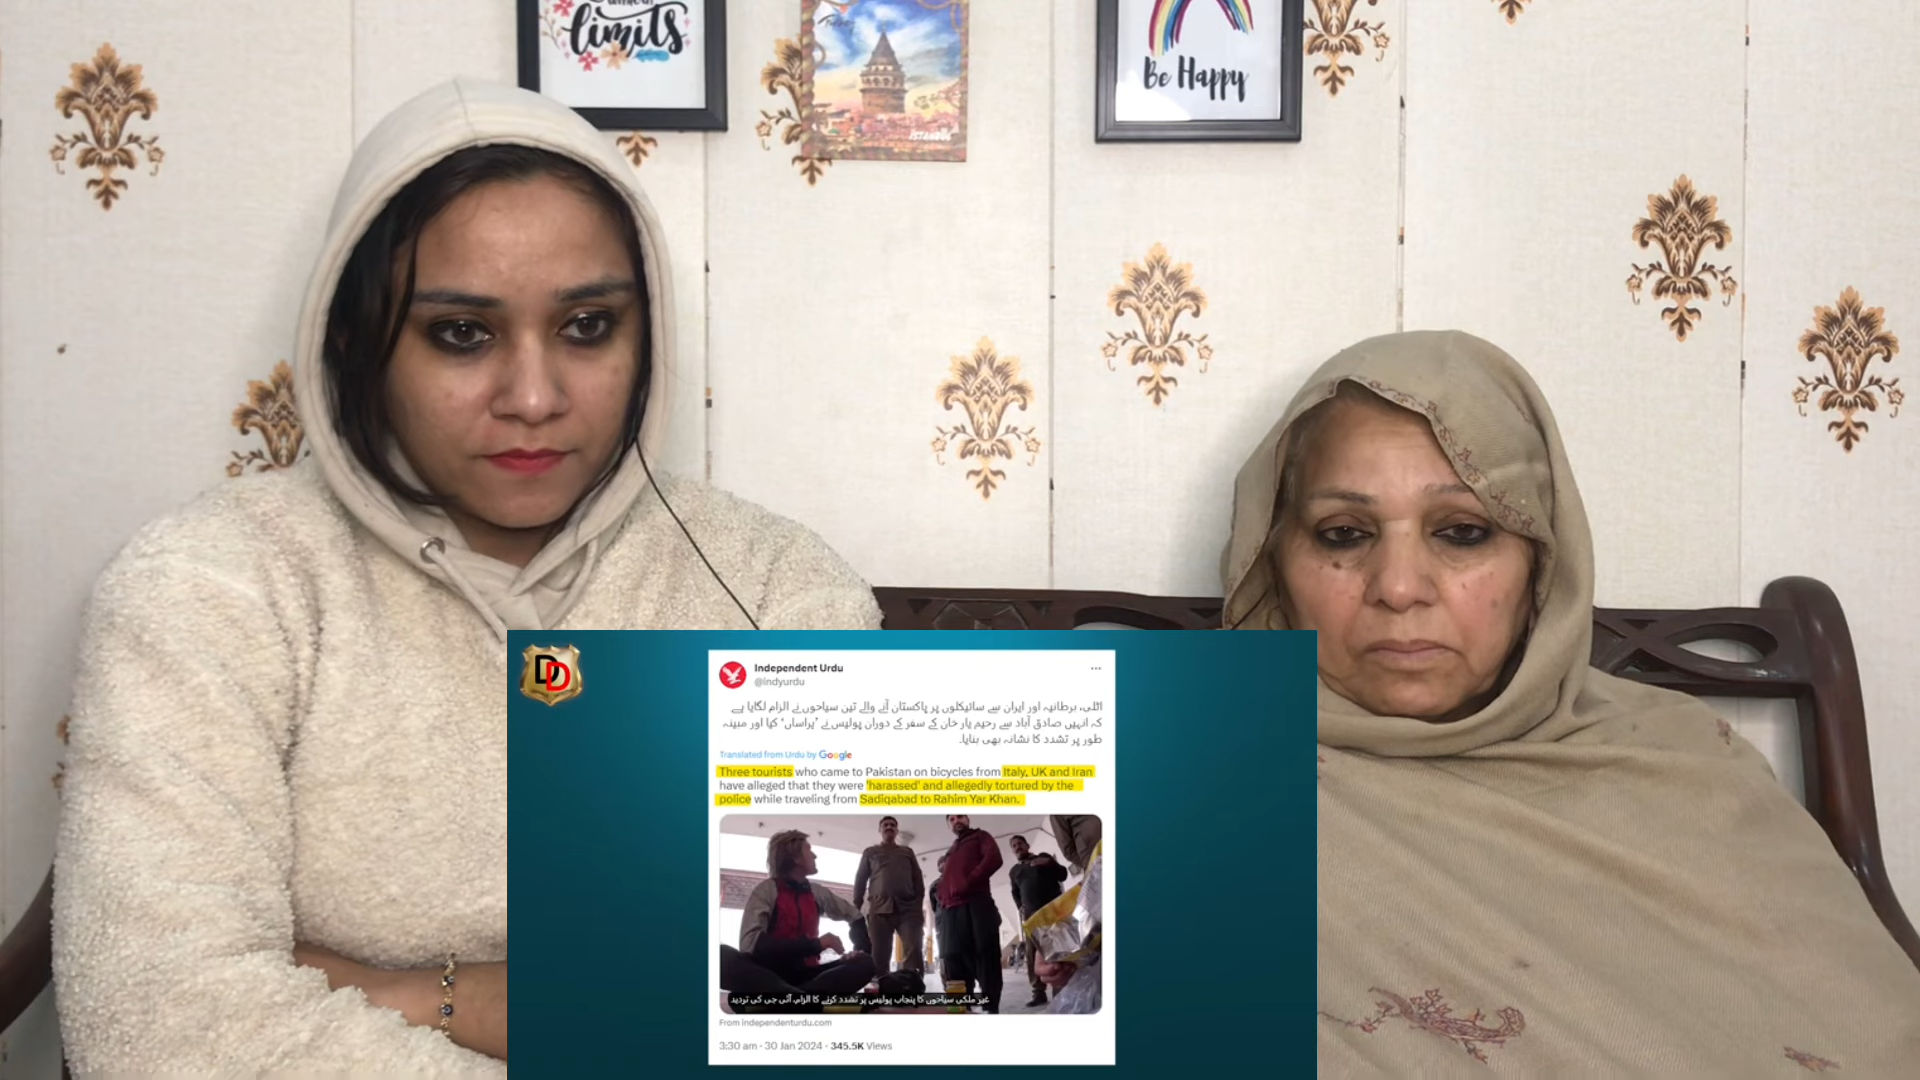 limits
ISTANBUL
Be Happy
DD
Independent Urdu
@indyurdu
اٹلی، برطانیہ اور ایران سے سائیکلوں پر پاکستان آنے والے تین سیاحوں نے الزام لگایا ہے
کہ انہیں صادق آباد سے رحیم یار خان کے سفر کے دوران پولیس نے ’ہراساں‘ کیا اور مبینہ
طور پر تشدد کا نشانہ بھی بنایا۔
Translated from Urdu by Google
Three tourists who came to Pakistan on bicycles from Italy, UK and Iran
have alleged that they were 'harassed' and allegedly tortured by the
police while traveling from Sadiqabad to Rahim Yar Khan.
غیر ملکی سیاحوں کا پنجاب پولیس پر تشدد کرنے کا الزام، آئی جی کی تردید
From independenturdu.com
3:30 am · 30 Jan 2024 · 345.5K Views